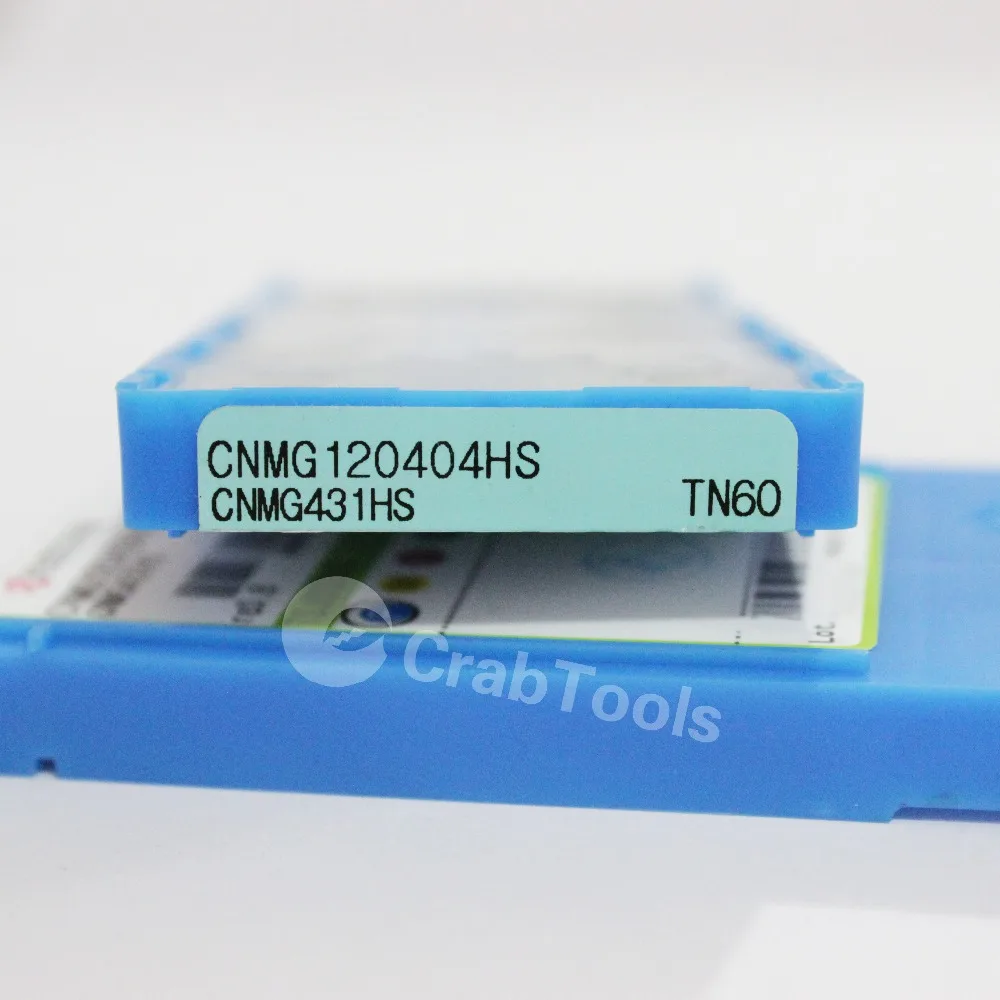 CNMG120404HS
CNMG431HS
TN60
Lot.
CrabTools